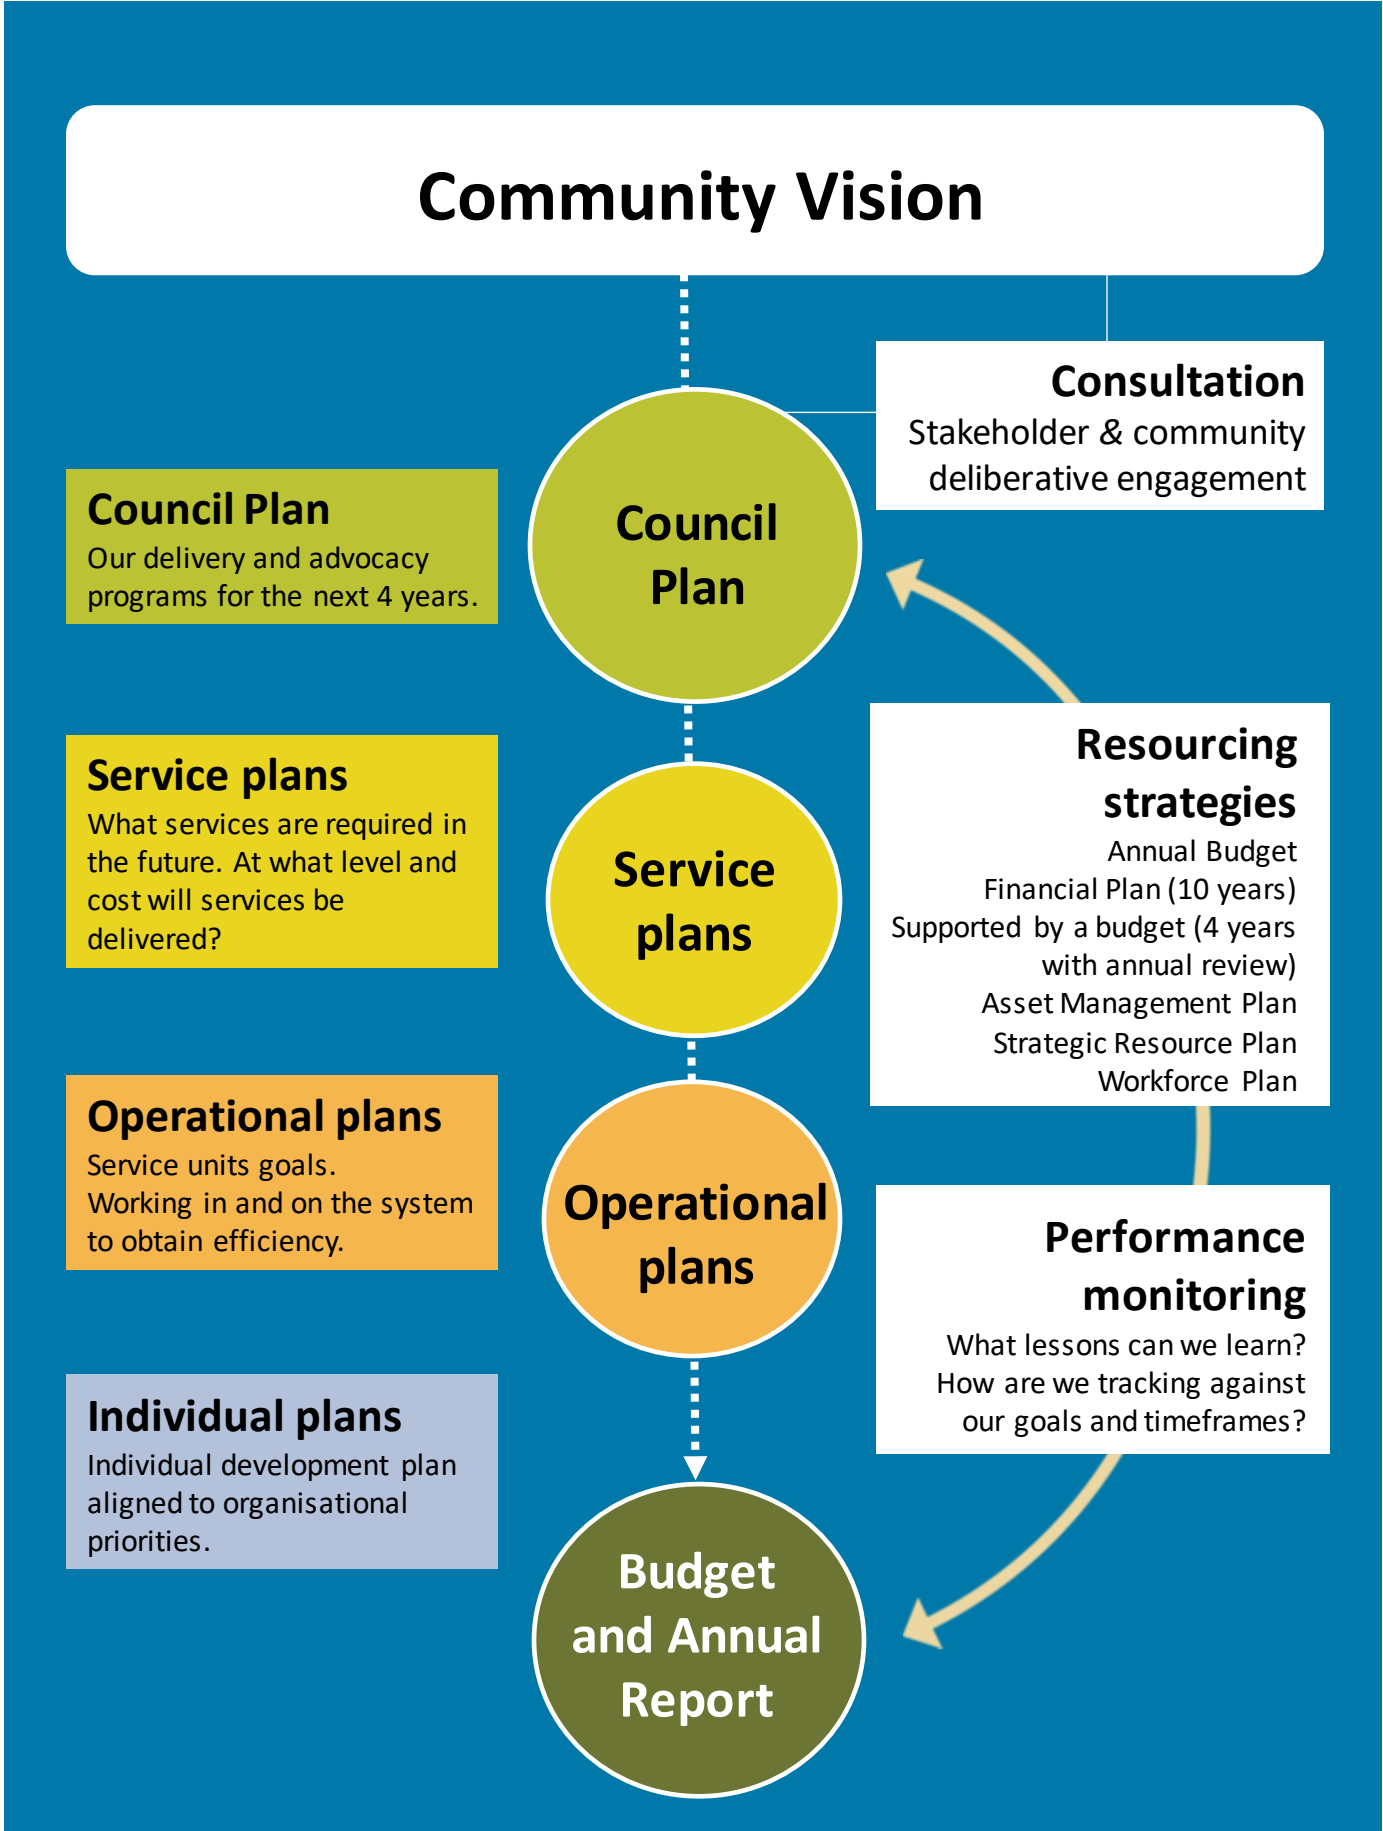 Community Vision
Consultation
Stakeholder & community
deliberative engagement
Council Plan
Our delivery and advocacy
programs for the next 4 years.
Council
Plan
Service plans
What services are required in
the future. At what level and
cost will services be
delivered?
Service
plans
Resourcing
strategies
Annual Budget
Financial Plan (10 years)
Supported by a budget (4 years
with annual review)
Asset Management Plan
Strategic Resource Plan
Workforce Plan
Operational plans
Service units goals.
Working in and on the system
to obtain efficiency.
Operational
plans
Performance
monitoring
What lessons can we learn?
How are we tracking against
our goals and timeframes?
Individual plans
Individual development plan
aligned to organisational
priorities.
Budget
and Annual
Report